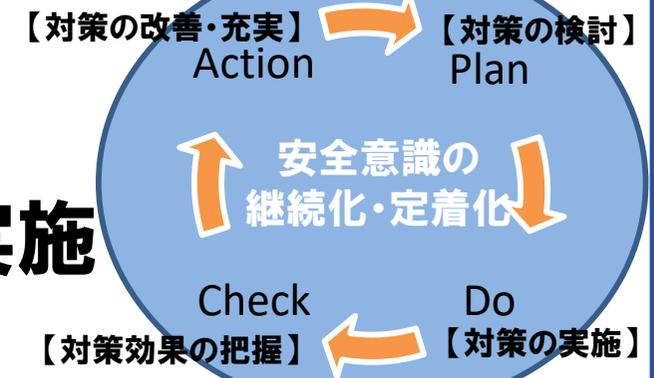 【対策の改善・充実】
Action
【対策の検討】
Plan
安全意識の
継続化・定着化
実施
Check
【対策効果の把握】
Do
【対策の実施】